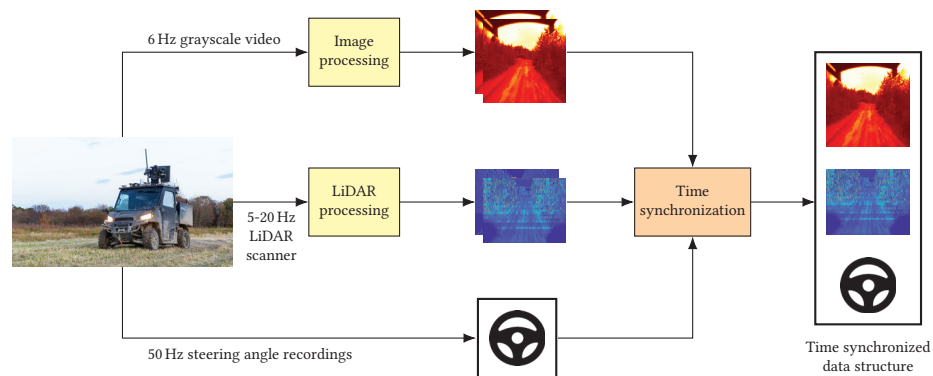 6 Hz grayscale video
Image
processing
5-20 Hz
LiDAR
scanner
LiDAR
processing
Time
synchronization
50 Hz steering angle recordings
Time synchronized
data structure